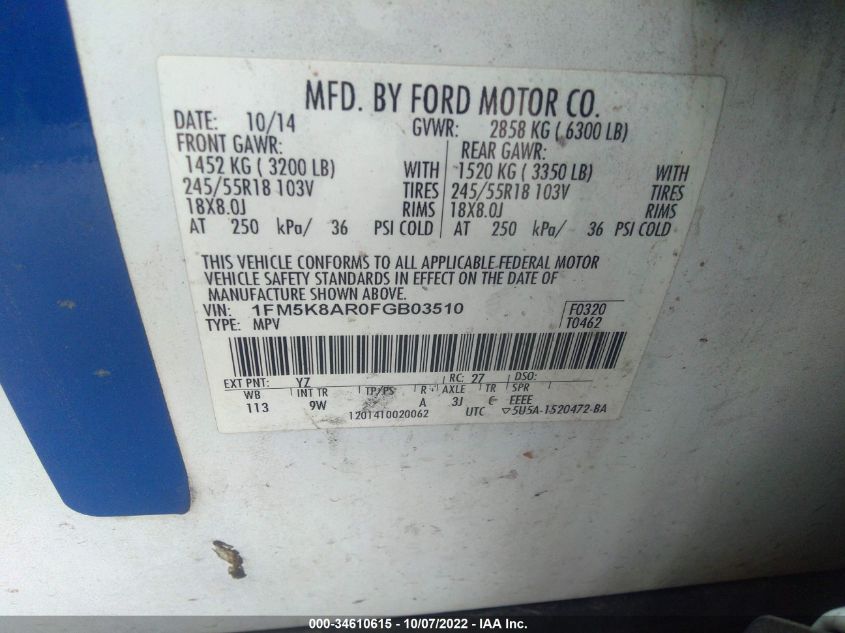 MFD. BY FORD MOTOR CO.
DATE: 10/14 GVWR: 2858 KG ( 6300 LB)
FRONT GAWR: REAR GAWR:
1452 KG ( 3200 LB) WITH 1520 KG ( 3350 LB) WITH
245/55R18 103V TIRES 245/55R18 103V TIRES
18X8.0J RIMS 18X8.0J RIMS
AT 250 kPa/ 36 PSI COLD AT 250 kPa/ 36 PSI COLD
THIS VEHICLE CONFORMS TO ALL APPLICABLE FEDERAL MOTOR
VEHICLE SAFETY STANDARDS IN EFFECT ON THE DATE OF
MANUFACTURE SHOWN ABOVE.
VIN: 1FM5K8AR0FGB03510 F0320
TYPE: MPV T0462
EXT PNT: YZ RC: 27 DSO:
WB INT TR TP/PS R AXLE TR SPR
113 9W A 3J C EEEE
1201410020062 UTC ▽5U5A-1520472-BA
000-34610615 - 10/07/2022 - IAA Inc.